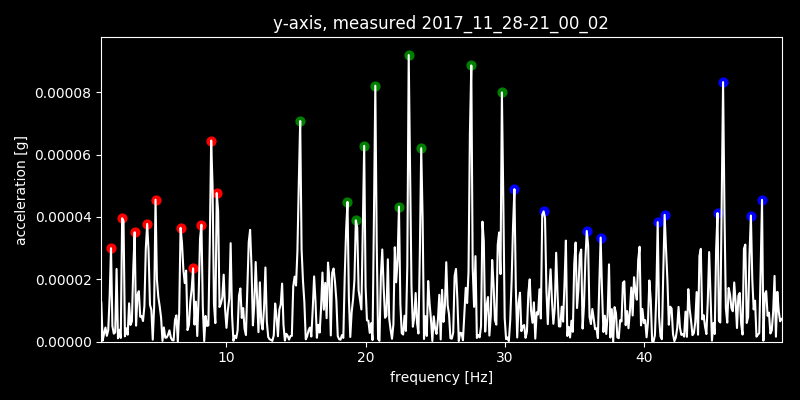 y-axis, measured 2017_11_28-21_00_02
acceleration [g]
0.00008
0.00006
0.00004
0.00002
0.00000
10 20 30 40
frequency [Hz]